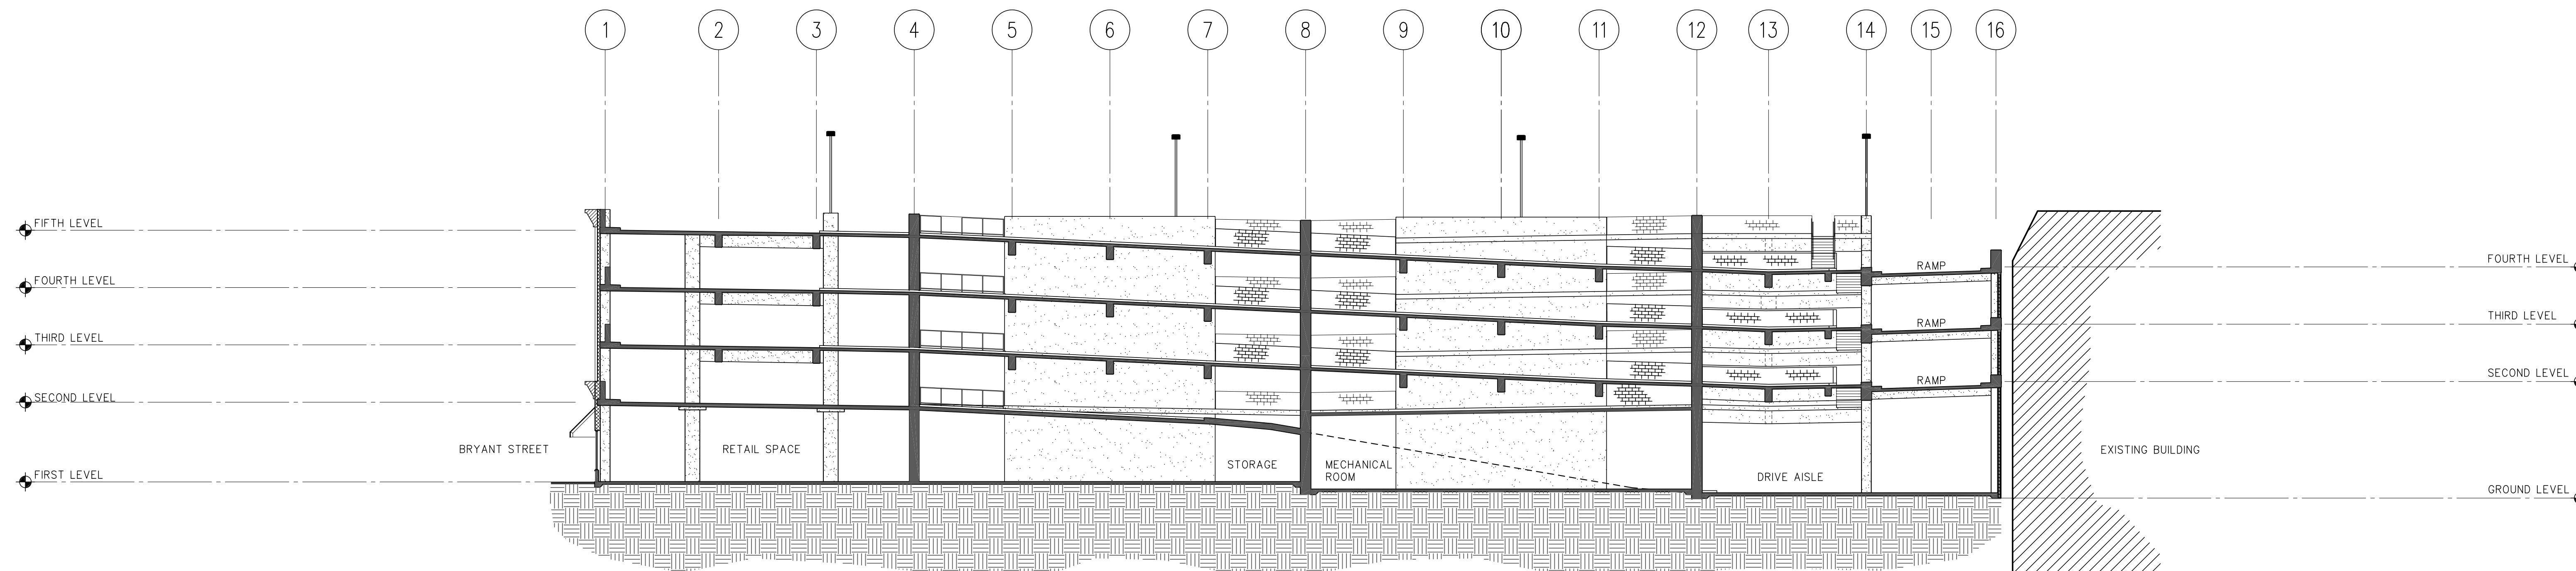 1 2 3 4 5 6 7 8 9 10 11 12 13 14 15 16
FIFTH LEVEL
FOURTH LEVEL
RAMP
FOURTH LEVEL
THIRD LEVEL
RAMP
THIRD LEVEL
SECOND LEVEL
RAMP
SECOND LEVEL
BRYANT STREET
RETAIL SPACE
EXISTING BUILDING
STORAGE
MECHANICAL
ROOM
DRIVE AISLE
FIRST LEVEL
GROUND LEVEL